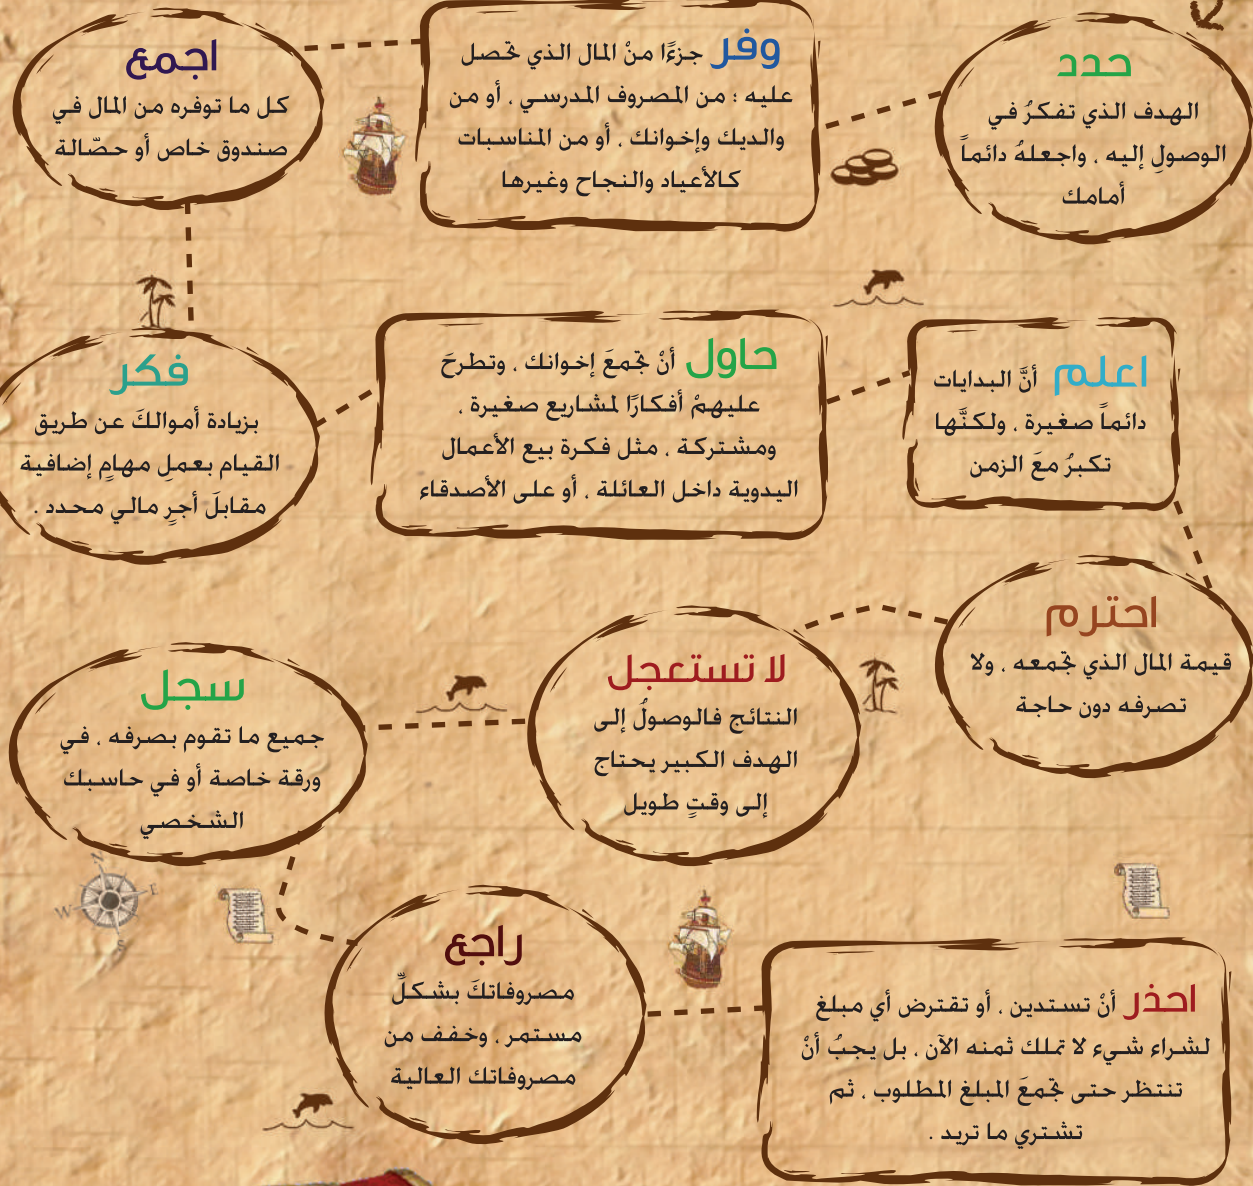 حدد
الهدف الذي تفكرُ في
الوصولِ إليه ، واجعلهُ دائماً
أمامك
وفر جزءًا منْ المال الذي تحصل
عليه ؛ من المصروف المدرسي ، أو من
والديك وإخوانك ، أو من المناسبات
كالأعياد والنجاح وغيرها
اجمع
كل ما توفره من المال في
صندوق خاص أو حصّالة
فكر
بزيادة أموالكَ عن طريق
القيام بعملِ مهامٍ إضافية
مقابلَ أجرٍ مالي محدد .
حاول أنْ تجمعَ إخوانك ، وتطرحَ
عليهمْ أفكارًا لمشاريع صغيرة ،
ومشتركة ، مثل فكرة بيع الأعمال
اليدوية داخل العائلة ، أو على الأصدقاء
اعلم أنَّ البدايات
دائماً صغيرة ، ولكنَّها
تكبرُ معَ الزمن
احترم
قيمة المال الذي تجمعه ، ولا
تصرفه دون حاجة
لا تستعجل
النتائج فالوصولُ إلى
الهدف الكبير يحتاج
إلى وقتٍ طويل
سجل
جميع ما تقوم بصرفه ، في
ورقة خاصة أو في حاسبك
الشخصي
راجع
مصروفاتكَ بشكلٍّ
مستمر ، وخفف من
مصروفاتك العالية
احذر أنْ تستدين ، أو تقترض أي مبلغ
لشراء شيء لا تملك ثمنه الآن ، بل يجبُ أنْ
تنتظر حتى تجمعَ المبلغ المطلوب ، ثم
تشتري ما تريد .
N
E
W
S